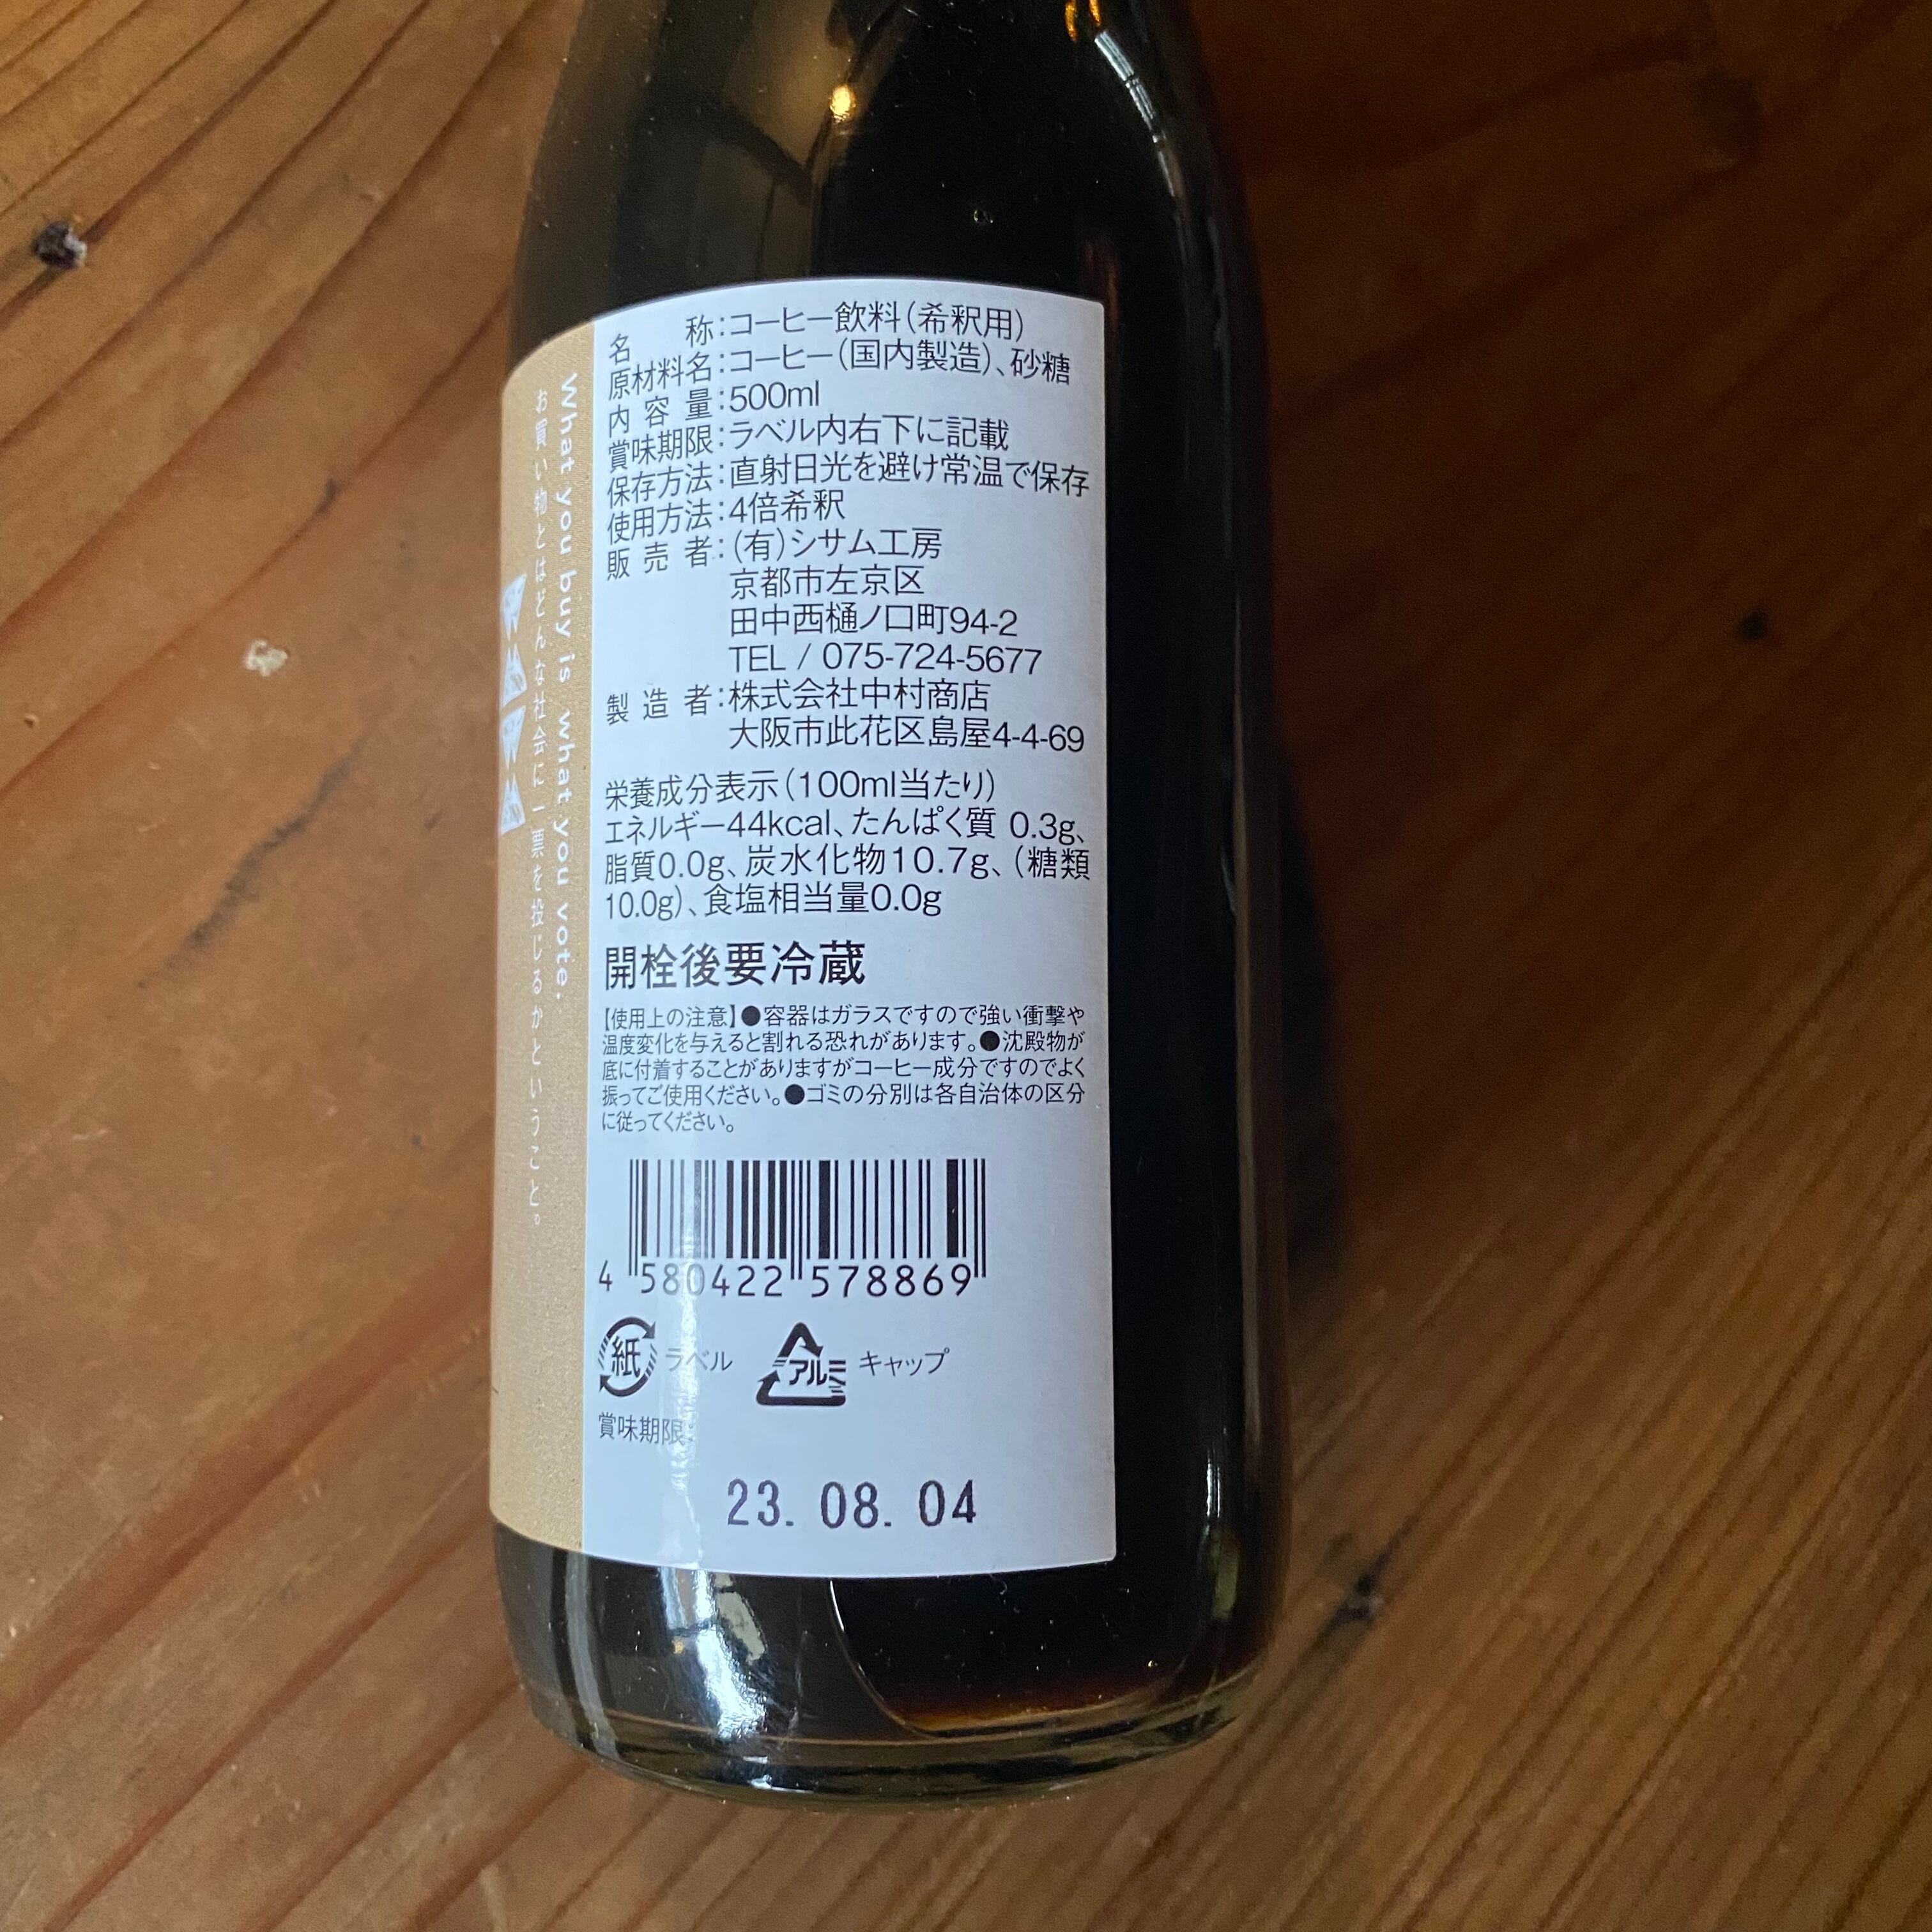 What you buy is what you vote.
お買い物とはどんな社会に一票を投じるかということ。
名 称:コーヒー飲料(希釈用)
原材料名:コーヒー(国内製造)、砂糖
内 容 量:500ml
賞味期限:ラベル内右下に記載
保存方法:直射日光を避け常温で保存
使用方法:4倍希釈
販 売 者:(有)シサム工房
京都市左京区
田中西樋ノ口町94-2
TEL / 075-724-5677
製 造 者:株式会社中村商店
大阪市此花区島屋4-4-69
栄養成分表示(100ml当たり)
エネルギー44kcal、たんぱく質 0.3g、
脂質0.0g、炭水化物10.7g、(糖類
10.0g)、食塩相当量0.0g
開栓後要冷蔵
【使用上の注意】●容器はガラスですので強い衝撃や
温度変化を与えると割れる恐れがあります。●沈殿物が
底に付着することがありますがコーヒー成分ですのでよく
振ってご使用ください。●ゴミの分別は各自治体の区分
に従ってください。
4 580422 578869
紙 ラベル アルミ キャップ
賞味期限:
23. 08. 04